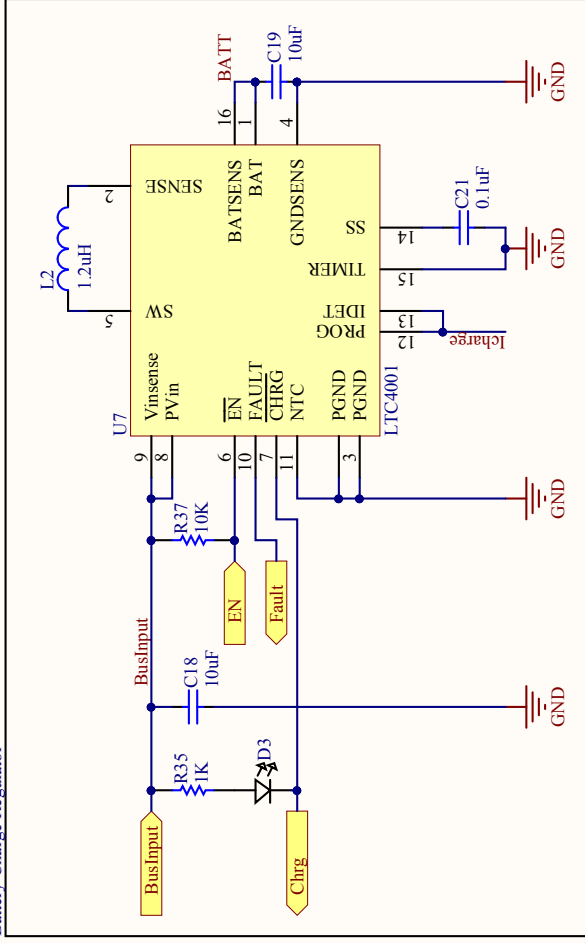 BusInput
BusInput
R35
1K
D3
Chrg
C18
10uF
GND
R37
10K
EN
Fault
GND
U7
9
Vinsense
8
PVin
6
EN
10
FAULT
7
CHRG
11
NTC
PGND
3
PGND
LTC4001
5
SW
2
SENSE
L2
1.2uH
16
BATSENS
1
BAT
4
GNDSENS
12
PROG
13
IDET
15
TIMER
14
SS
Icharge
C21
0.1uF
GND
BATT
C19
10uF
GND